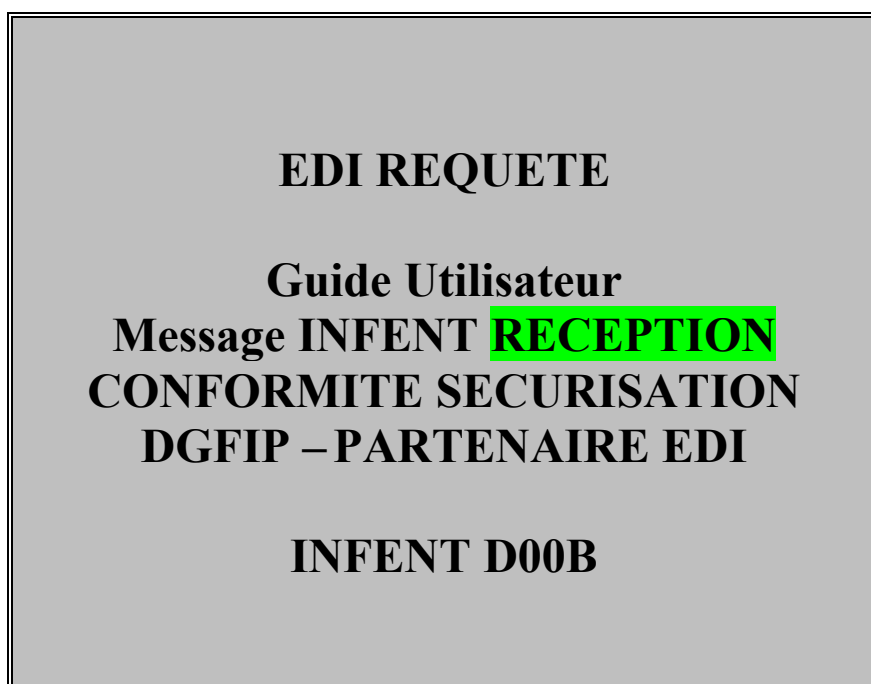 EDI REQUETE
Guide Utilisateur
Message INFENT RECEPTION
CONFORMITE SECURISATION
DGFIP – PARTENAIRE EDI
INFENT D00B